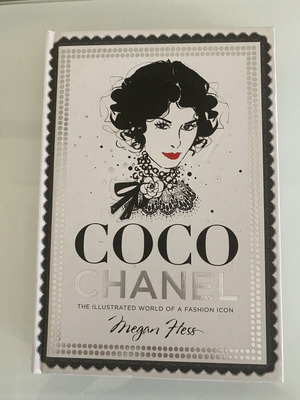 COCO
CHANEL
THE ILLUSTRATED WORLD OF A FASHION ICON
Megan Hess